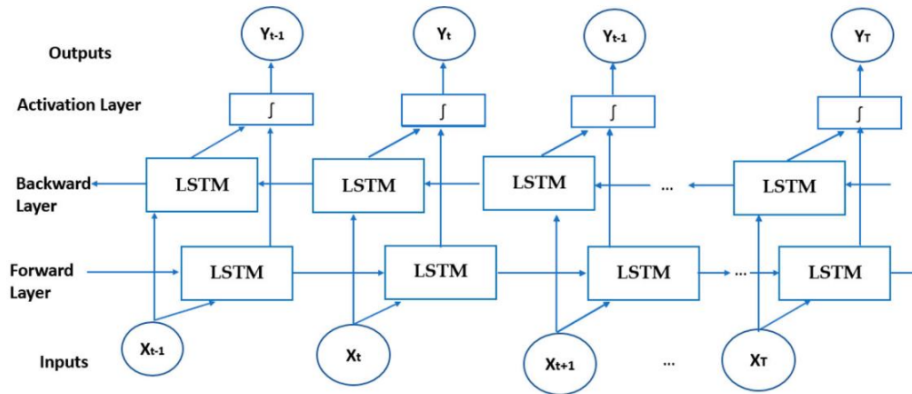 Outputs
Yt-1 Yt Yt-1 YT
Activation Layer
∫ ∫ ∫ ∫
Backward
Layer
LSTM LSTM LSTM ... LSTM
Forward
Layer
LSTM LSTM LSTM ... LSTM
Inputs
Xt-1 Xt Xt+1 ... XT